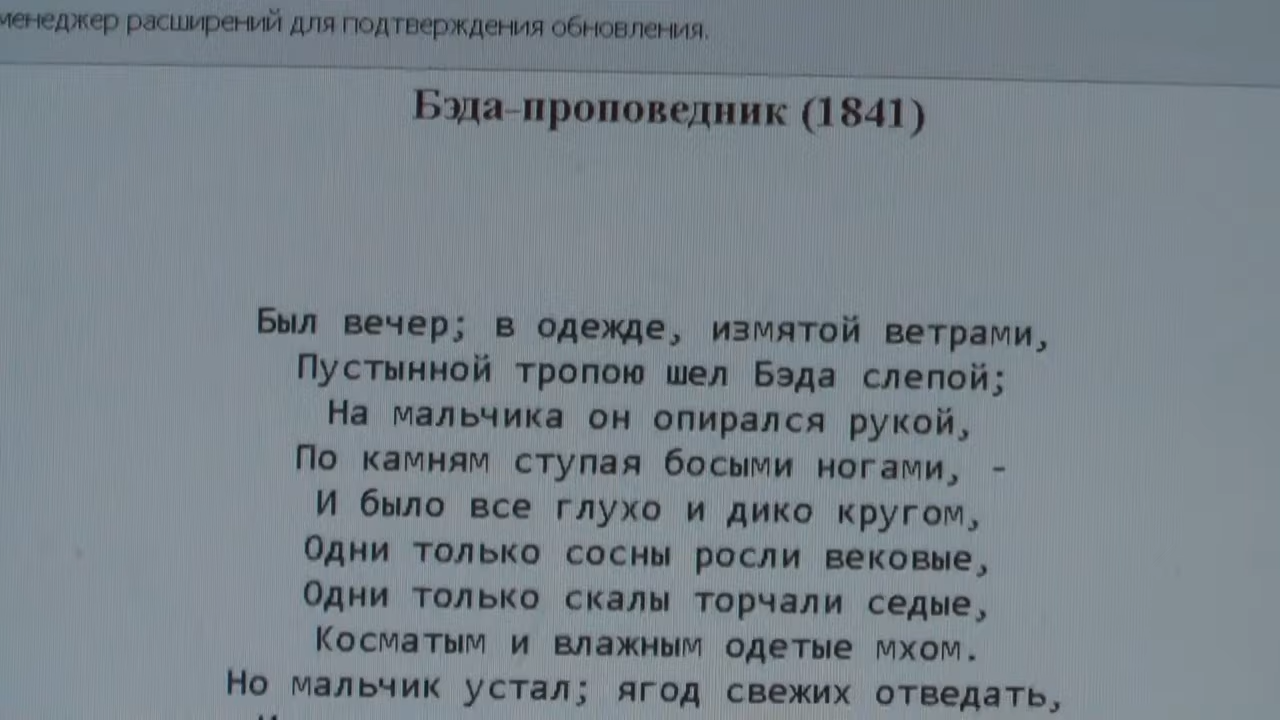 менеджер расширений для подтверждения обновления.
Бэда-проповедник (1841)
Был вечер; в одежде, измятой ветрами,
Пустынной тропою шел Бэда слепой;
На мальчика он опирался рукой,
По камням ступая босыми ногами, -
И было все глухо и дико кругом,
Одни только сосны росли вековые,
Одни только скалы торчали седые,
Косматым и влажным одетые мхом.
Но мальчик устал; ягод свежих отведать,